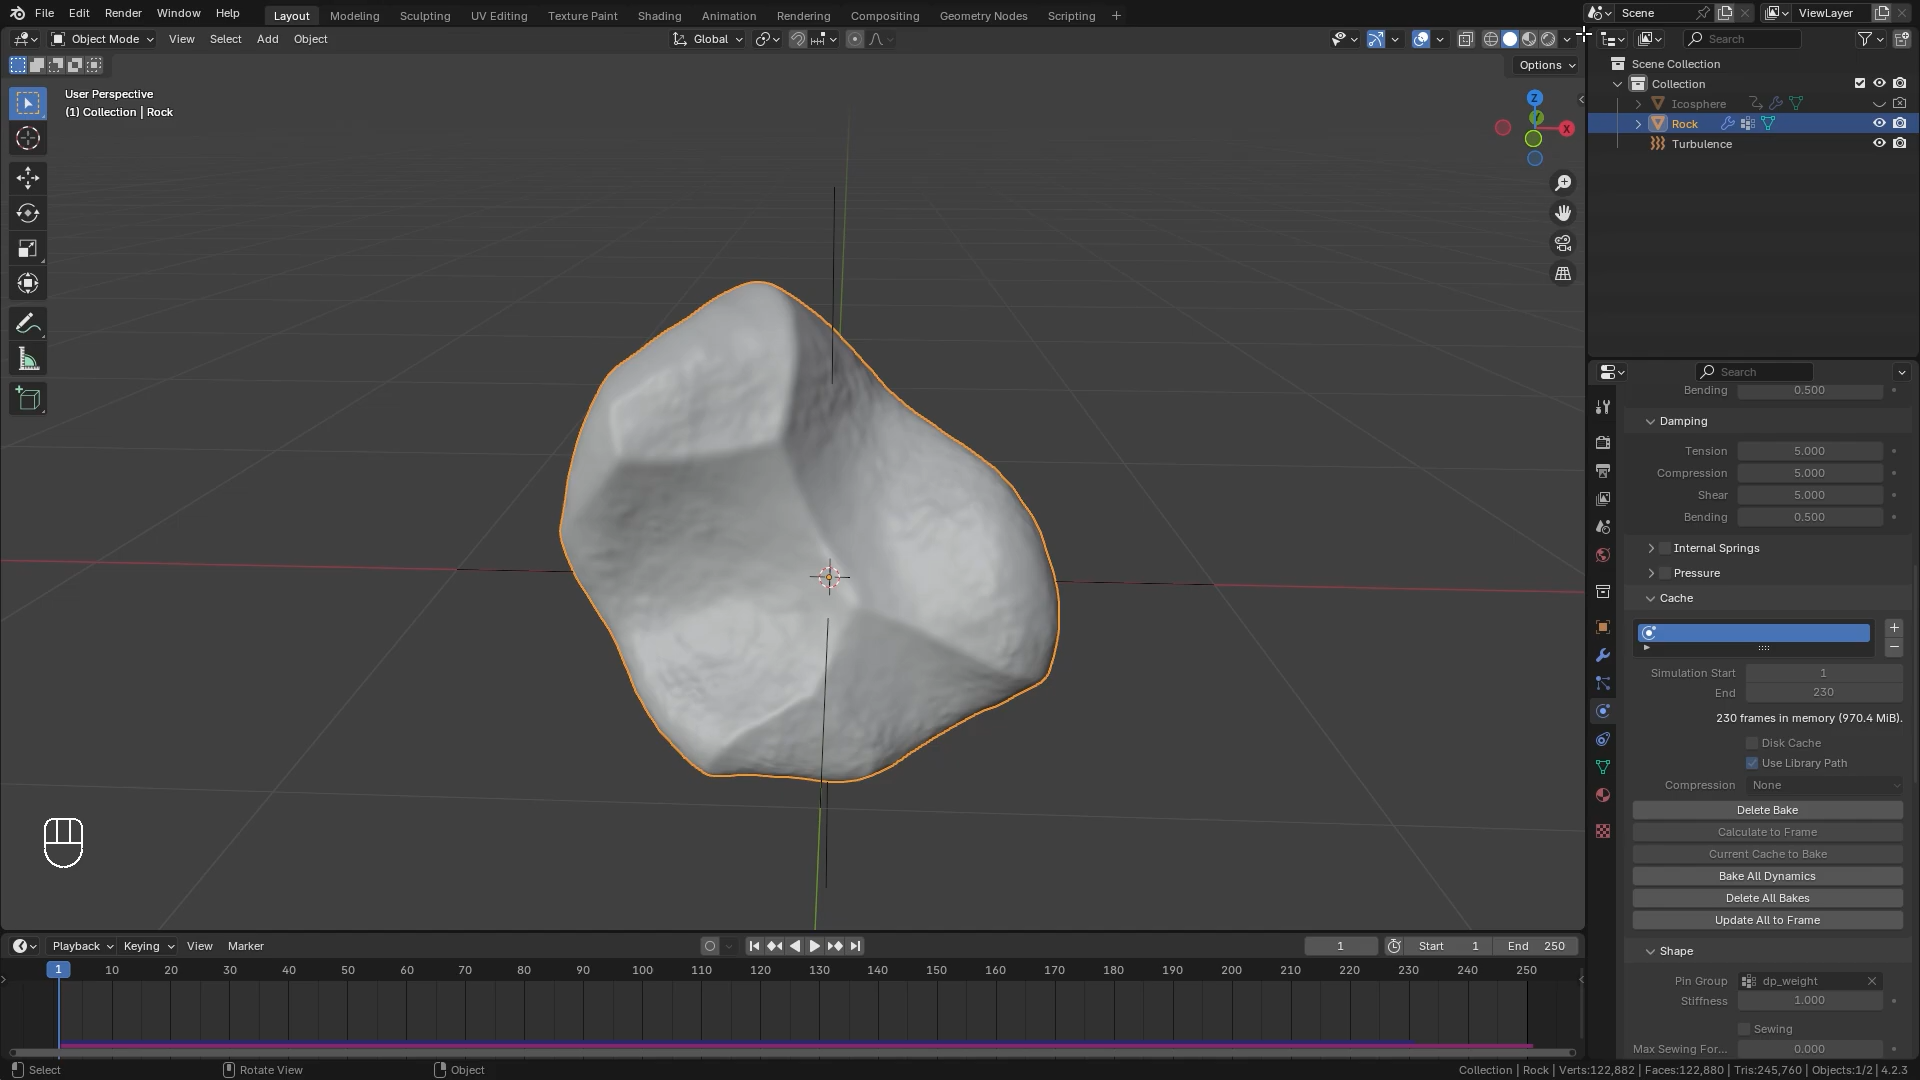 File Edit Render Window Help
Layout Modeling Sculpting UV Editing Texture Paint Shading Animation Rendering Compositing Geometry Nodes Scripting +
Scene
ViewLayer
Object Mode View Select Add Object
Global
Search
Options
User Perspective
(1) Collection | Rock
Z
Y
X
Scene Collection
Collection
Icosphere
Rock
Turbulence
Search
Bending 0.500
Damping
Tension 5.000
Compression 5.000
Shear 5.000
Bending 0.500
Internal Springs
Pressure
Cache
Simulation Start 1
End 230
230 frames in memory (970.4 MiB).
Disk Cache
Use Library Path
Compression None
Delete Bake
Calculate to Frame
Current Cache to Bake
Bake All Dynamics
Delete All Bakes
Update All to Frame
Shape
Pin Group dp_weight
Stiffness 1.000
Sewing
Max Sewing For... 0.000
Playback Keying View Marker
1 Start 1 End 250
1 10 20 30 40 50 60 70 80 90 100 110 120 130 140 150 160 170 180 190 200 210 220 230 240 250
Select Rotate View Object
Collection | Rock | Verts:122,882 | Faces:122,880 | Tris:245,760 | Objects:1/2 | 4.2.3